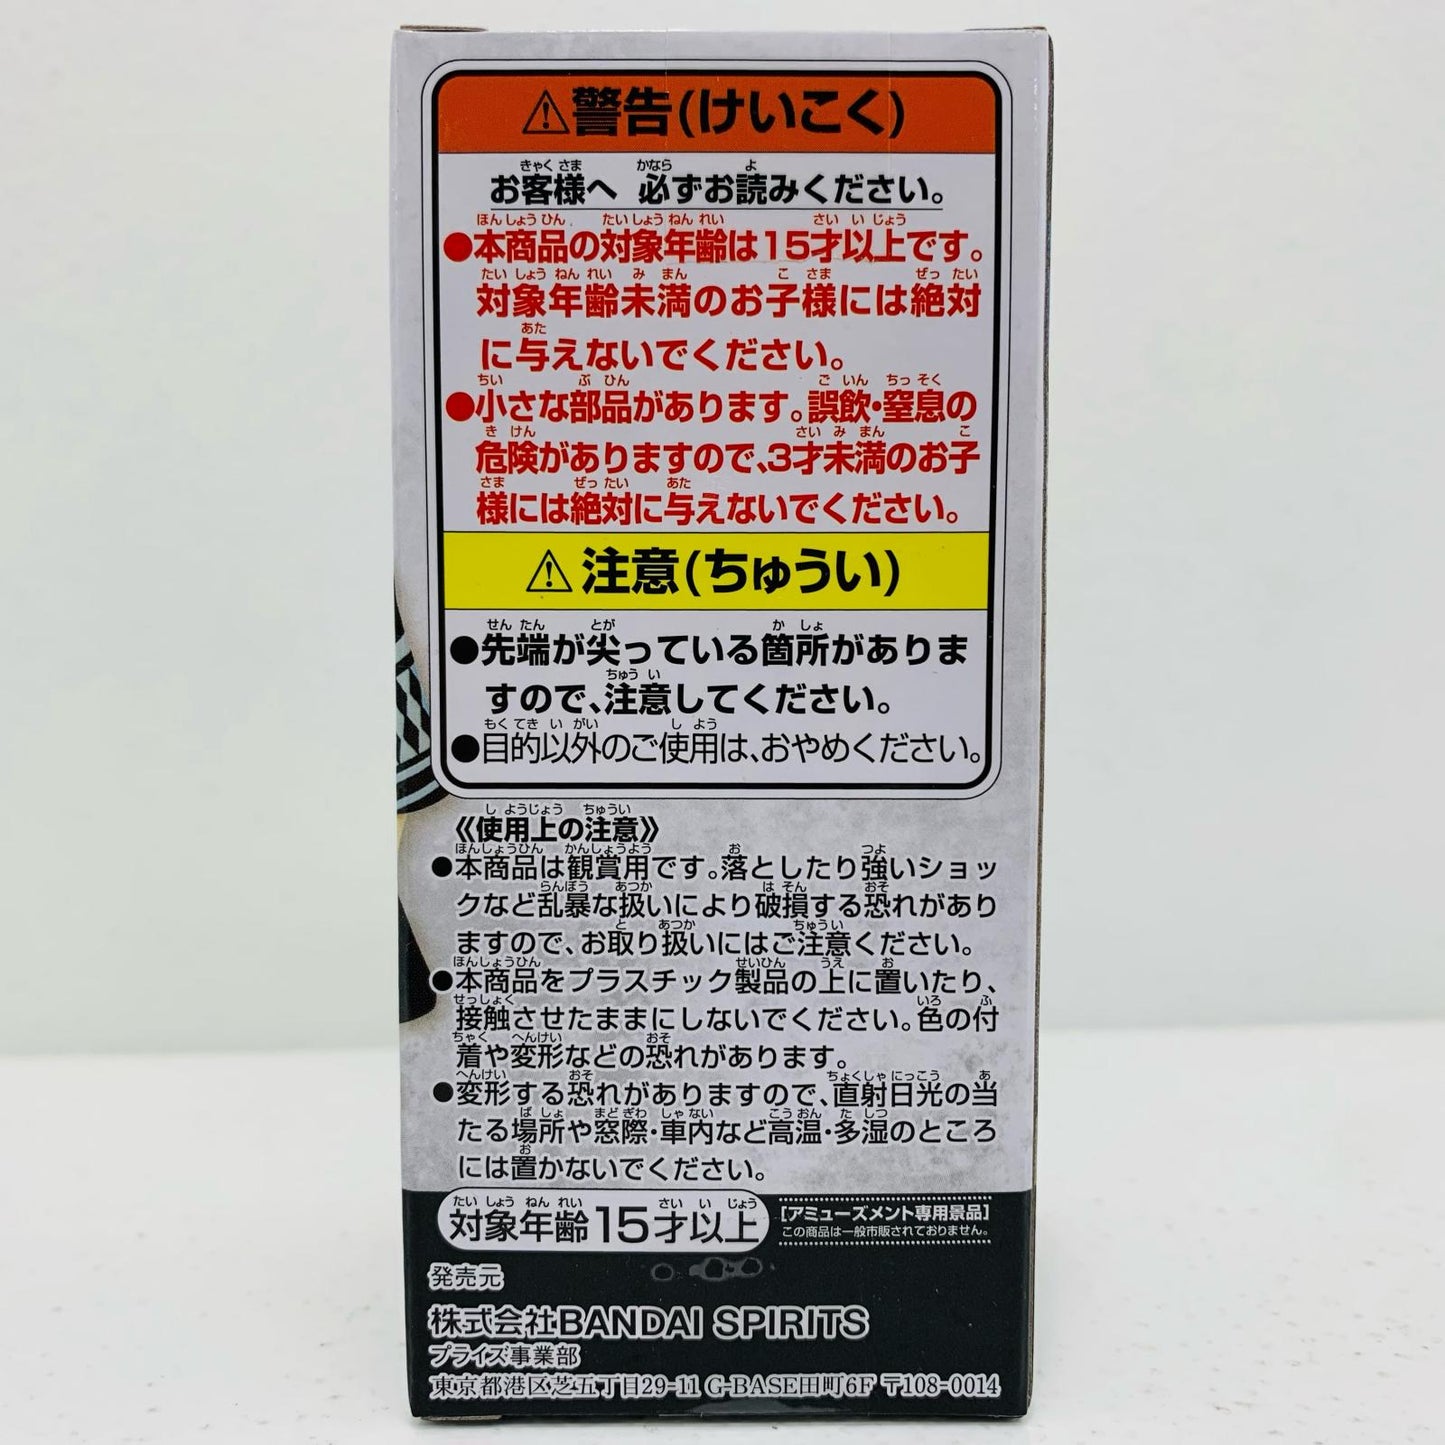 ⚠警告(けいこく)
お客様へ 必ずお読みください。
●本商品の対象年齢は15才以上です。
対象年齢未満のお子様には絶対
に与えないでください。
●小さな部品があります。誤飲・窒息の
危険がありますので、3才未満のお子
様には絶対に与えないでください。
⚠注意(ちゅうい)
●先端が尖っている箇所がありま
すので、注意してください。
●目的以外のご使用は、おやめください。
《使用上の注意》
●本商品は観賞用です。落としたり強いショッ
クなど乱暴な扱いにより破損する恐れがあり
ますので、お取り扱いにはご注意ください。
●本商品をプラスチック製品の上に置いたり、
接触させたままにしないでください。色の付
着や変形などの恐れがあります。
●変形する恐れがありますので、直射日光の当
たる場所や窓際・車内など高温・多湿のところ
には置かないでください。
対象年齢15才以上
[アミューズメント専用景品]
この商品は一般市販されておりません。
発売元
株式会社BANDAI SPIRITS
プライズ事業部
東京都港区芝五丁目29-11 G-BASE田町6F 〒108-0014